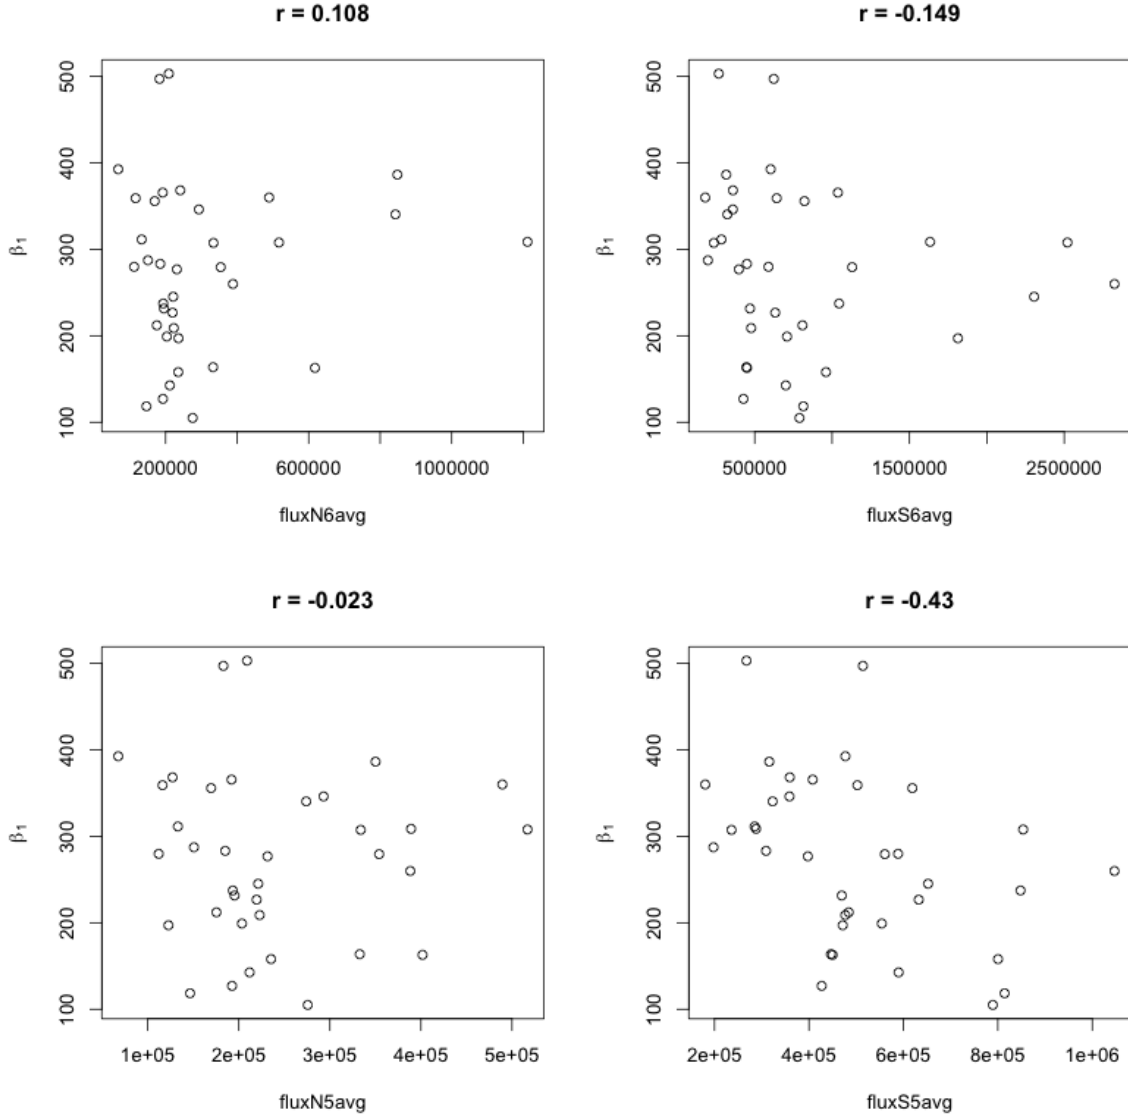 r = 0.108
500
400
300
200
100
β1
200000 600000 1000000
fluxN6avg
r = -0.149
500
400
300
200
100
β1
500000 1500000 2500000
fluxS6avg
r = -0.023
500
400
300
200
100
β1
1e+05 2e+05 3e+05 4e+05 5e+05
fluxN5avg
r = -0.43
500
400
300
200
100
β1
2e+05 4e+05 6e+05 8e+05 1e+06
fluxS5avg